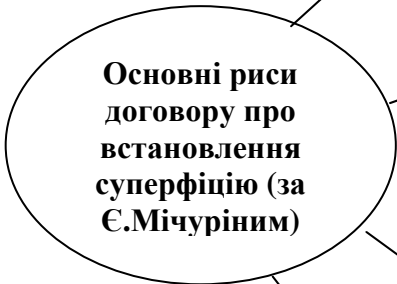 Основні риси
договору про
встановлення
суперфіцію (за
Є.Мічуріним)